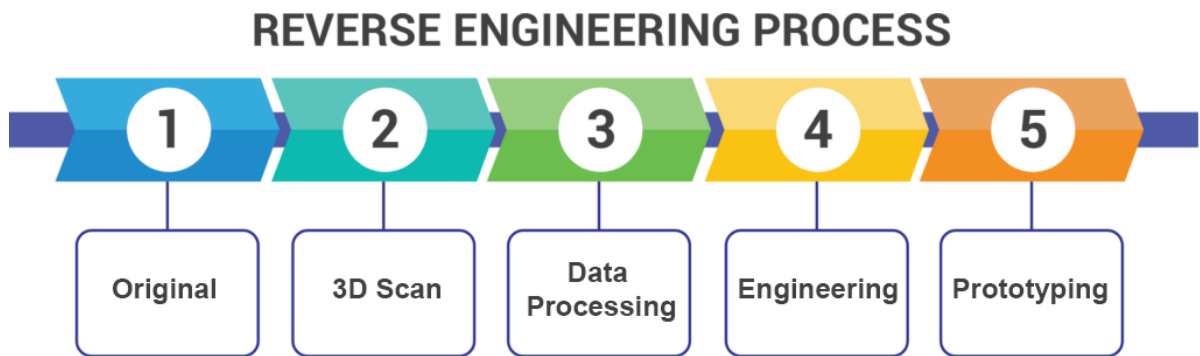 REVERSE ENGINEERING PROCESS
1
2
3
4
5
Original
3D Scan
Data
Processing
Engineering
Prototyping